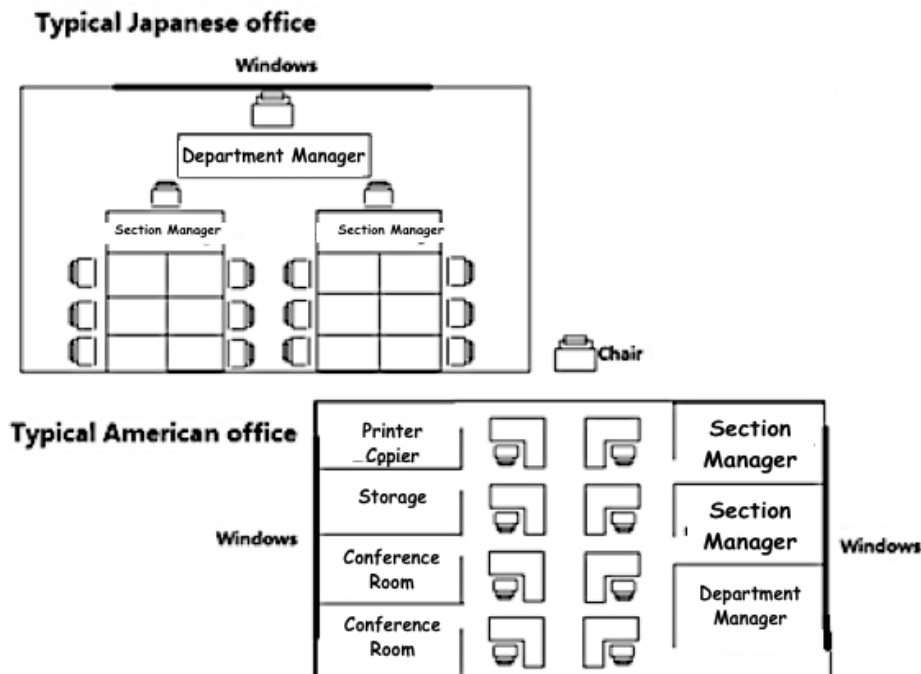 Typical Japanese office
Windows
Department Manager
Section Manager
Section Manager
Chair
Typical American office
Printer
Copier
Storage
Conference
Room
Conference
Room
Windows
Section
Manager
Section
Manager
Department
Manager
Windows